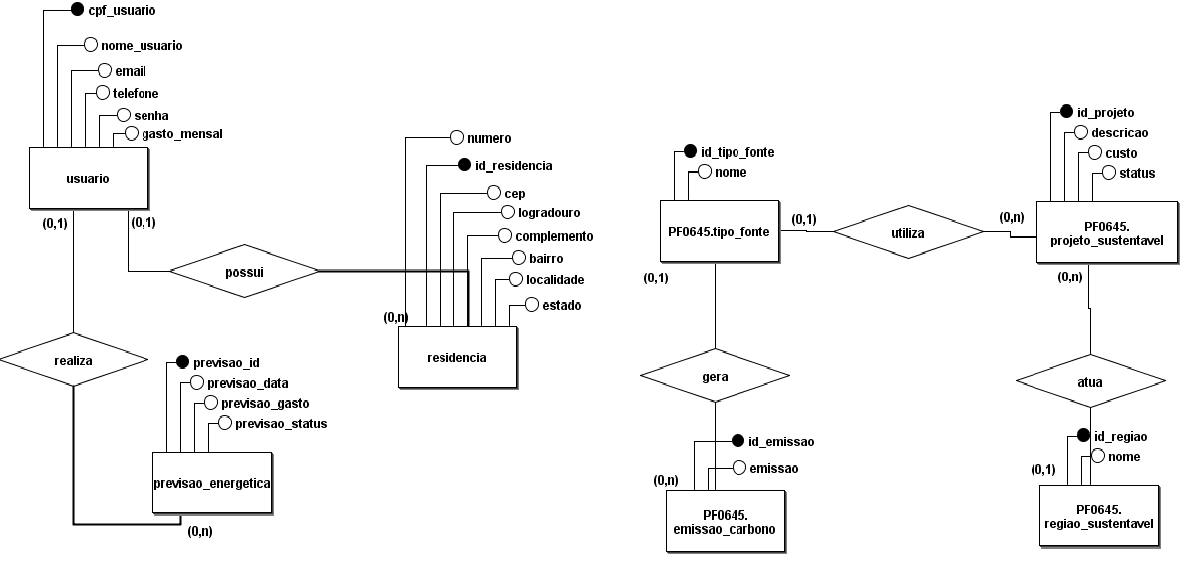 cpf_usuario
nome_usuario
email
telefone
senha
gasto_mensal
usuario
(0,1)
(0,1)
possui
realiza
numero
id_residencia
cep
logradouro
complemento
bairro
localidade
estado
(0,n)
residencia
previsao_id
previsao_data
previsao_gasto
previsao_status
previsao_energetica
(0,n)
id_tipo_fonte
nome
PF0645.tipo_fonte
(0,1)
utiliza
(0,n)
id_projeto
descricao
custo
status
PF0645.
projeto_sustentavel
(0,1)
(0,n)
gera
atua
id_emissao
emissao
(0,n)
PF0645.
emissao_carbono
id_regiao
nome
(0,1)
PF0645.
regiao_sustentavel